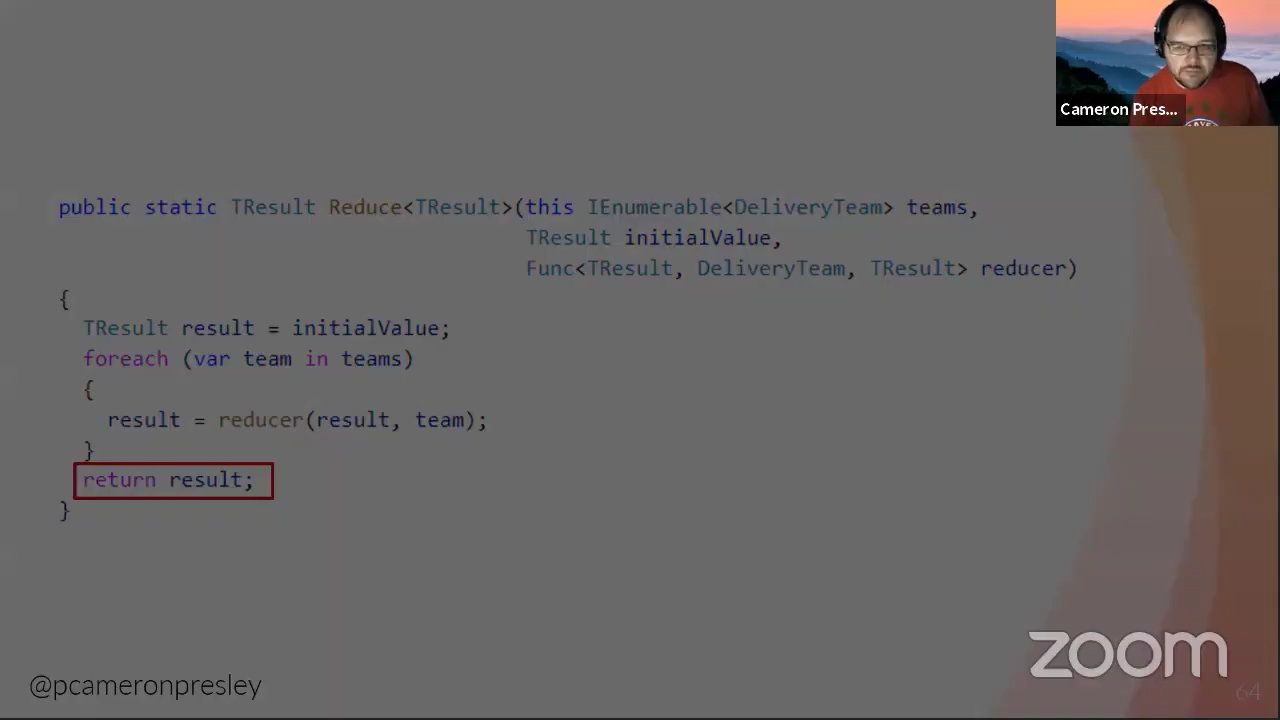 Cameron Pres...
public static TResult Reduce<TResult>(this IEnumerable<DeliveryTeam> teams,
TResult initialValue,
Func<TResult, DeliveryTeam, TResult> reducer)
{
TResult result = initialValue;
foreach (var team in teams)
{
result = reducer(result, team);
}
return result;
}
@pcameronpresley
zoom
64